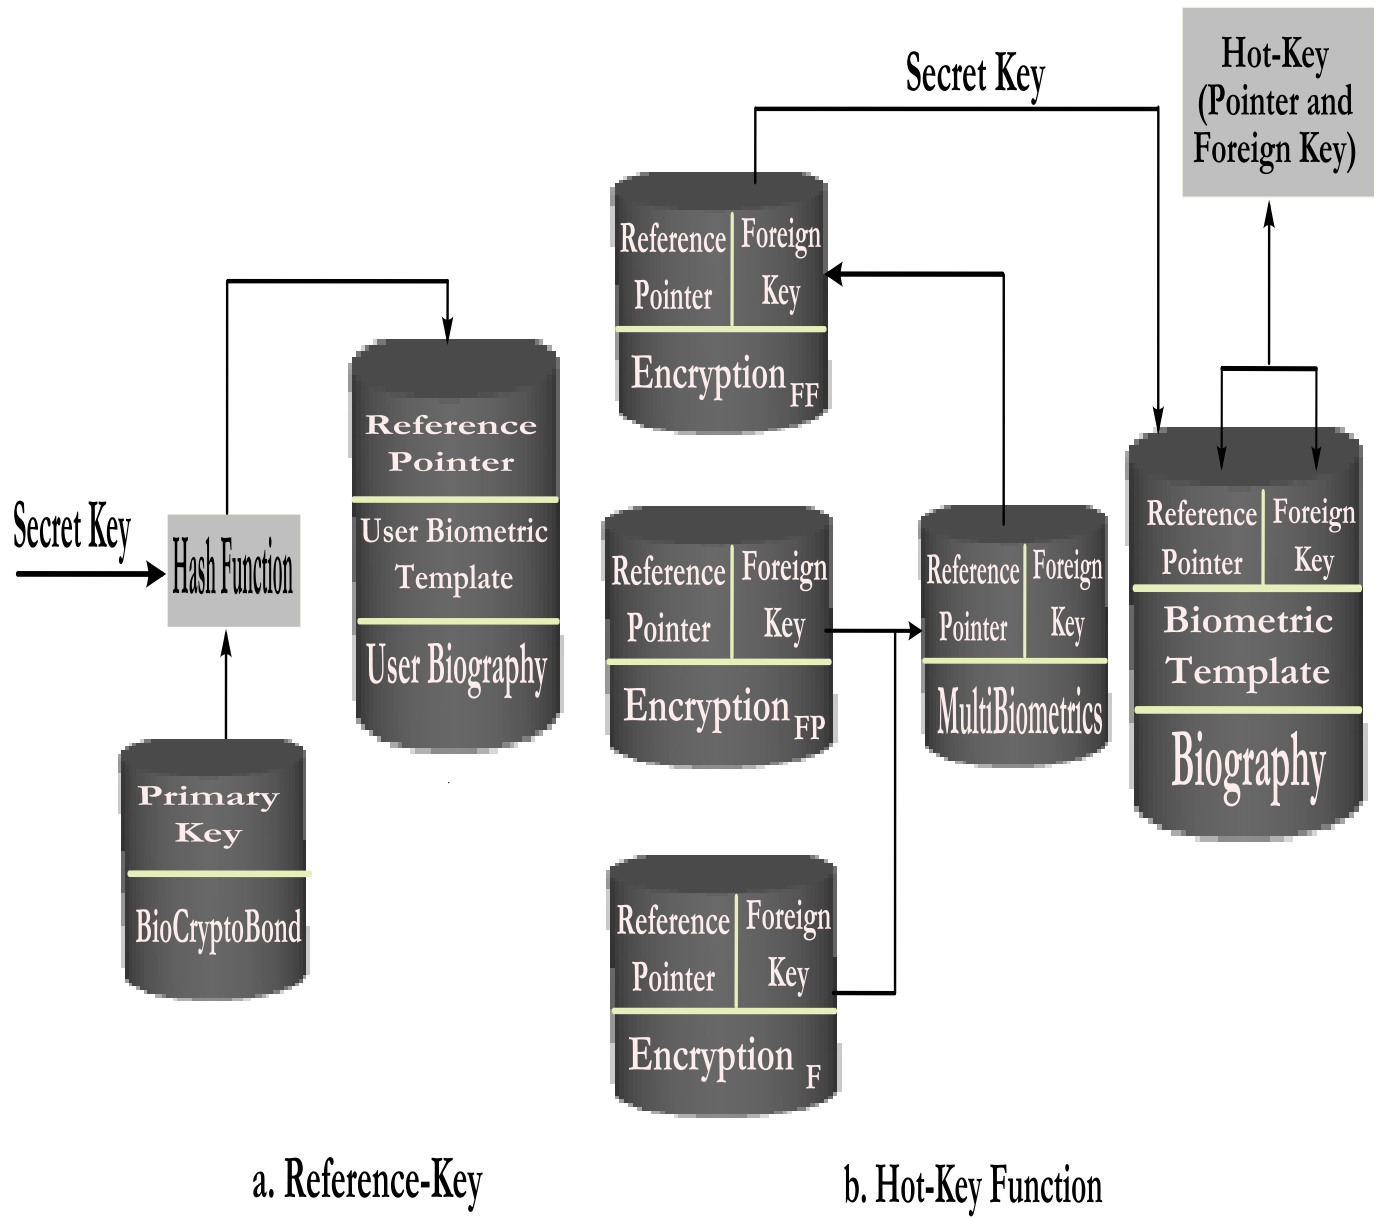 Hot-Key
(Pointer and
Foreign Key)
Secret Key
Reference
Pointer
Foreign
Key
Encryption FF
Reference
Pointer
User Biometric
Template
User Biography
Secret Key
Hash Function
Primary
Key
BioCryptoBond
Reference
Pointer
Foreign
Key
Encryption FP
Reference
Pointer
Foreign
Key
MultiBiometrics
Reference
Pointer
Foreign
Key
Biometric
Template
Biography
Reference
Pointer
Foreign
Key
Encryption F
a. Reference-Key
b. Hot-Key Function